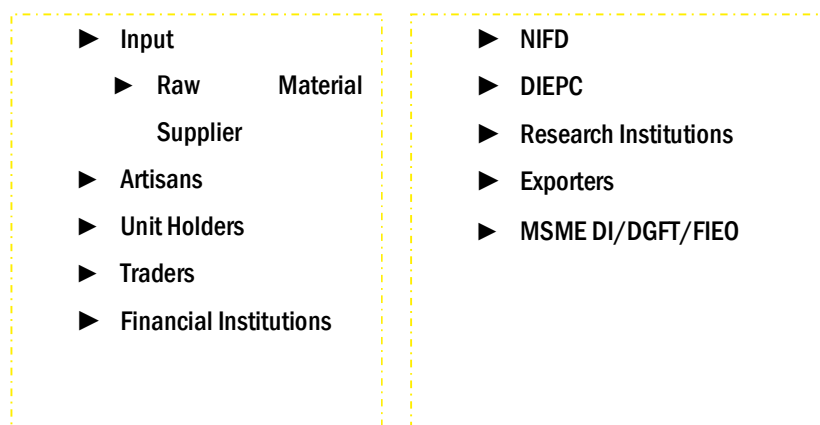 ► Input
► Raw Material
Supplier
► Artisans
► Unit Holders
► Traders
► Financial Institutions
► NIFD
► DIEPC
► Research Institutions
► Exporters
► MSME DI/DGFT/FIEO